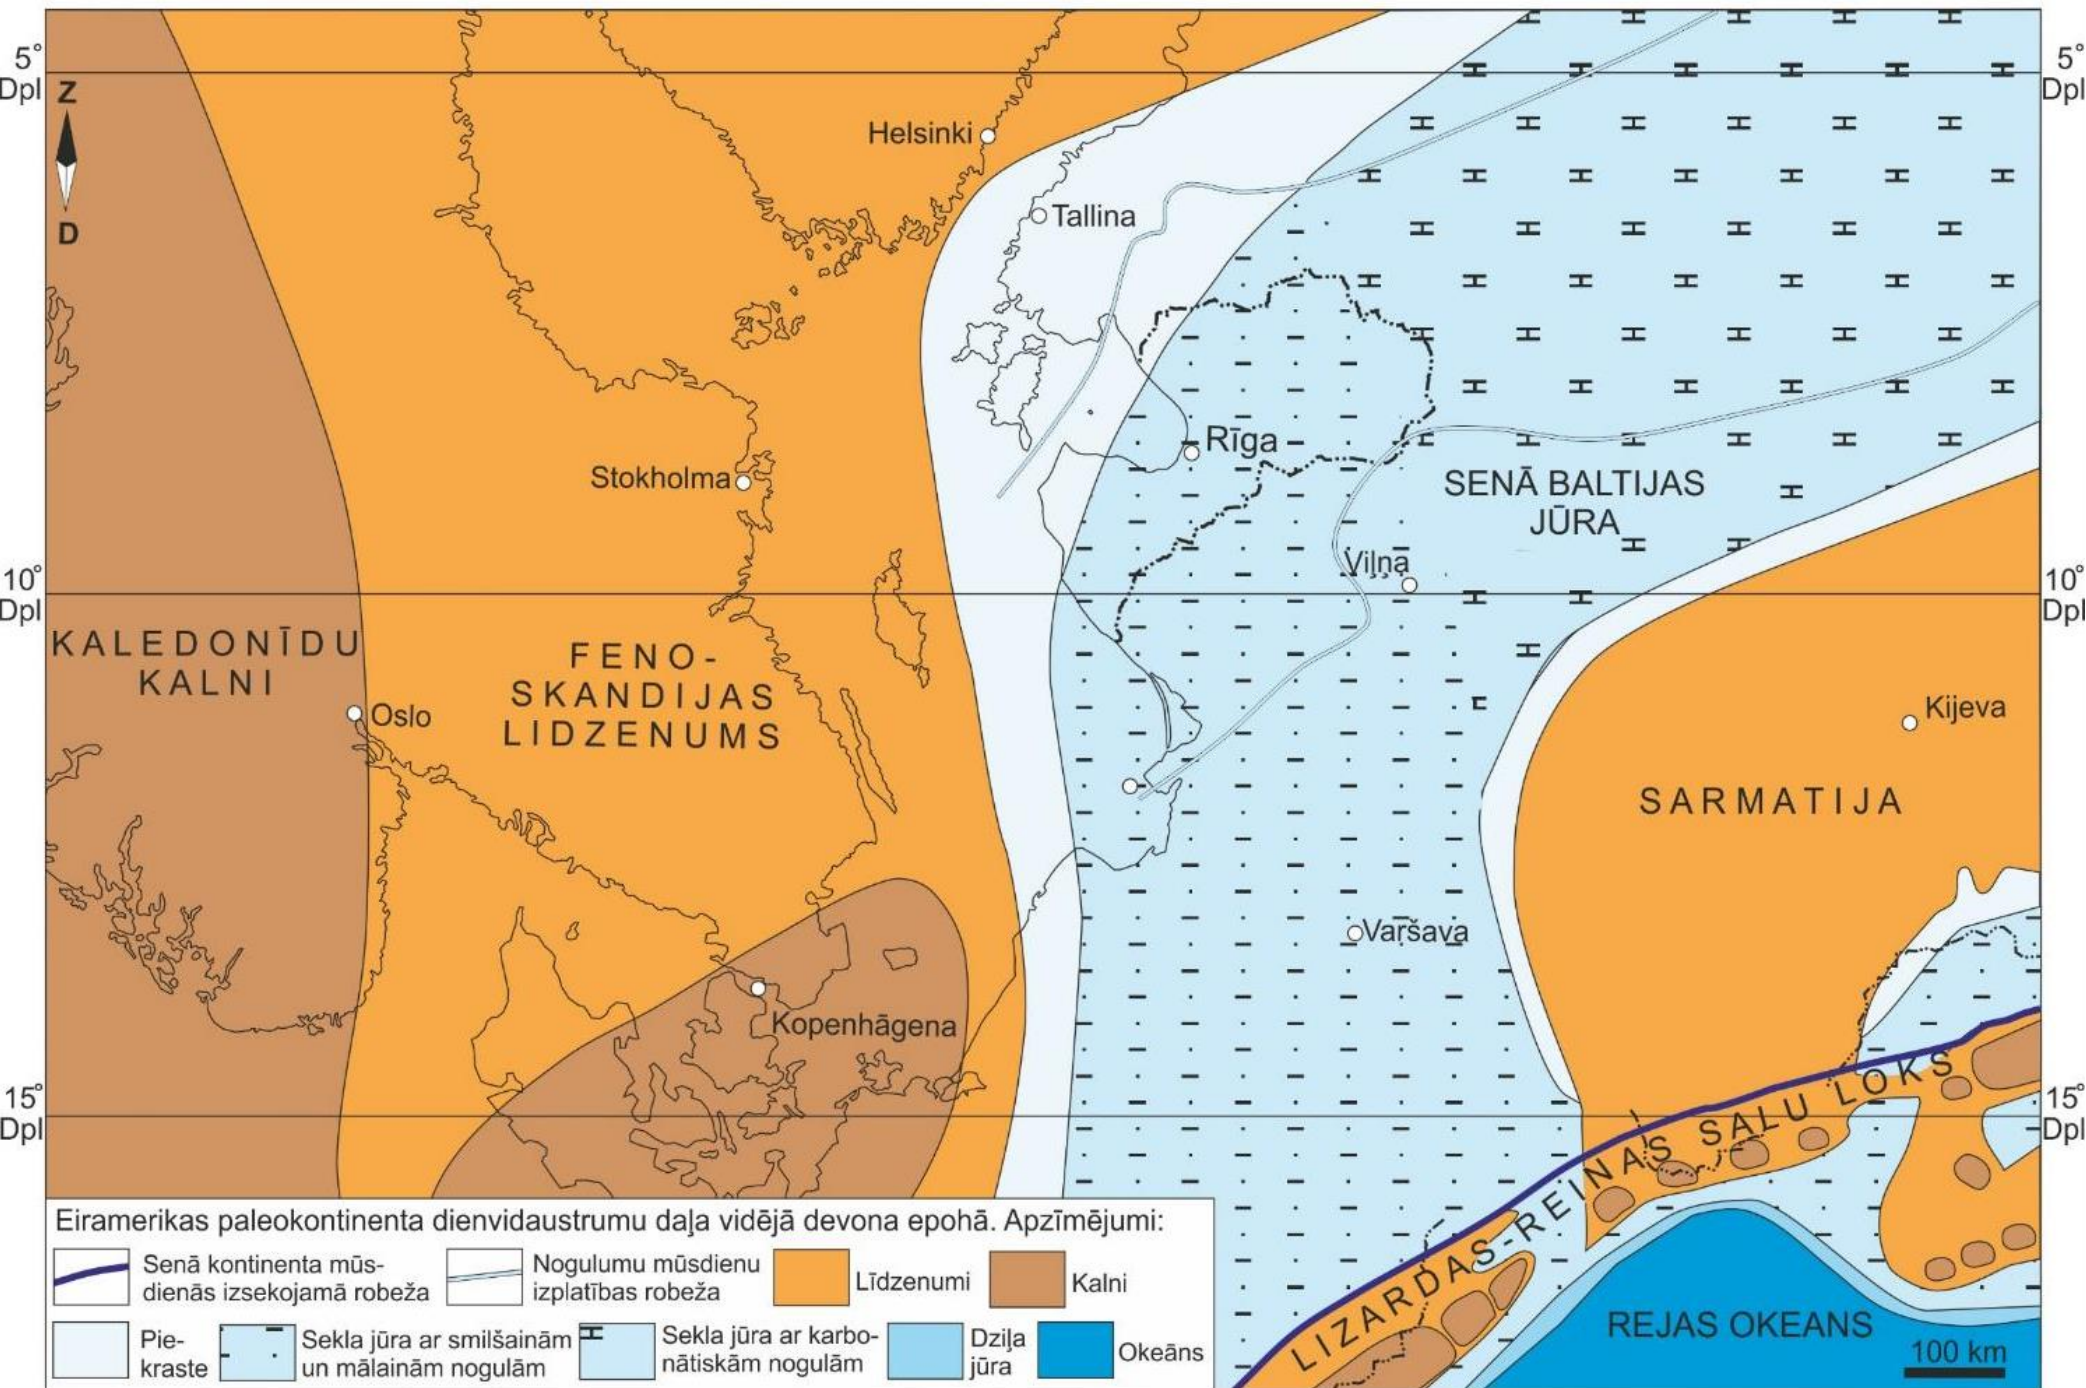 5°
Dpl
5°
Dpl
Z
D
Helsinki
Tallina
Rīga
Stokholma
SENĀ BALTIJAS
JŪRA
Viļņa
10°
Dpl
10°
Dpl
KALEDONĪDU
KALNI
FENO-
SKANDIJAS
LIDZENUMS
Oslo
Kijeva
SARMATIJA
Varšava
Kopenhāgena
15°
Dpl
15°
Dpl
LIZARDAS-REINAS SALU LOKS
REJAS OKEANS
100 km
Eiramerikas paleokontinenta dienvidaustrumu daļa vidējā devona epohā. Apzīmējumi:
Senā kontinenta mūs-
dienās izsekojamā robeža
Nogulumu mūsdienu
izplatības robeža
Līdzenumi
Kalni
Pie-
kraste
Sekla jūra ar smilšainām
un mālainām nogulām
Sekla jūra ar karbo-
nātiskām nogulām
Dziļa
jūra
Okeāns